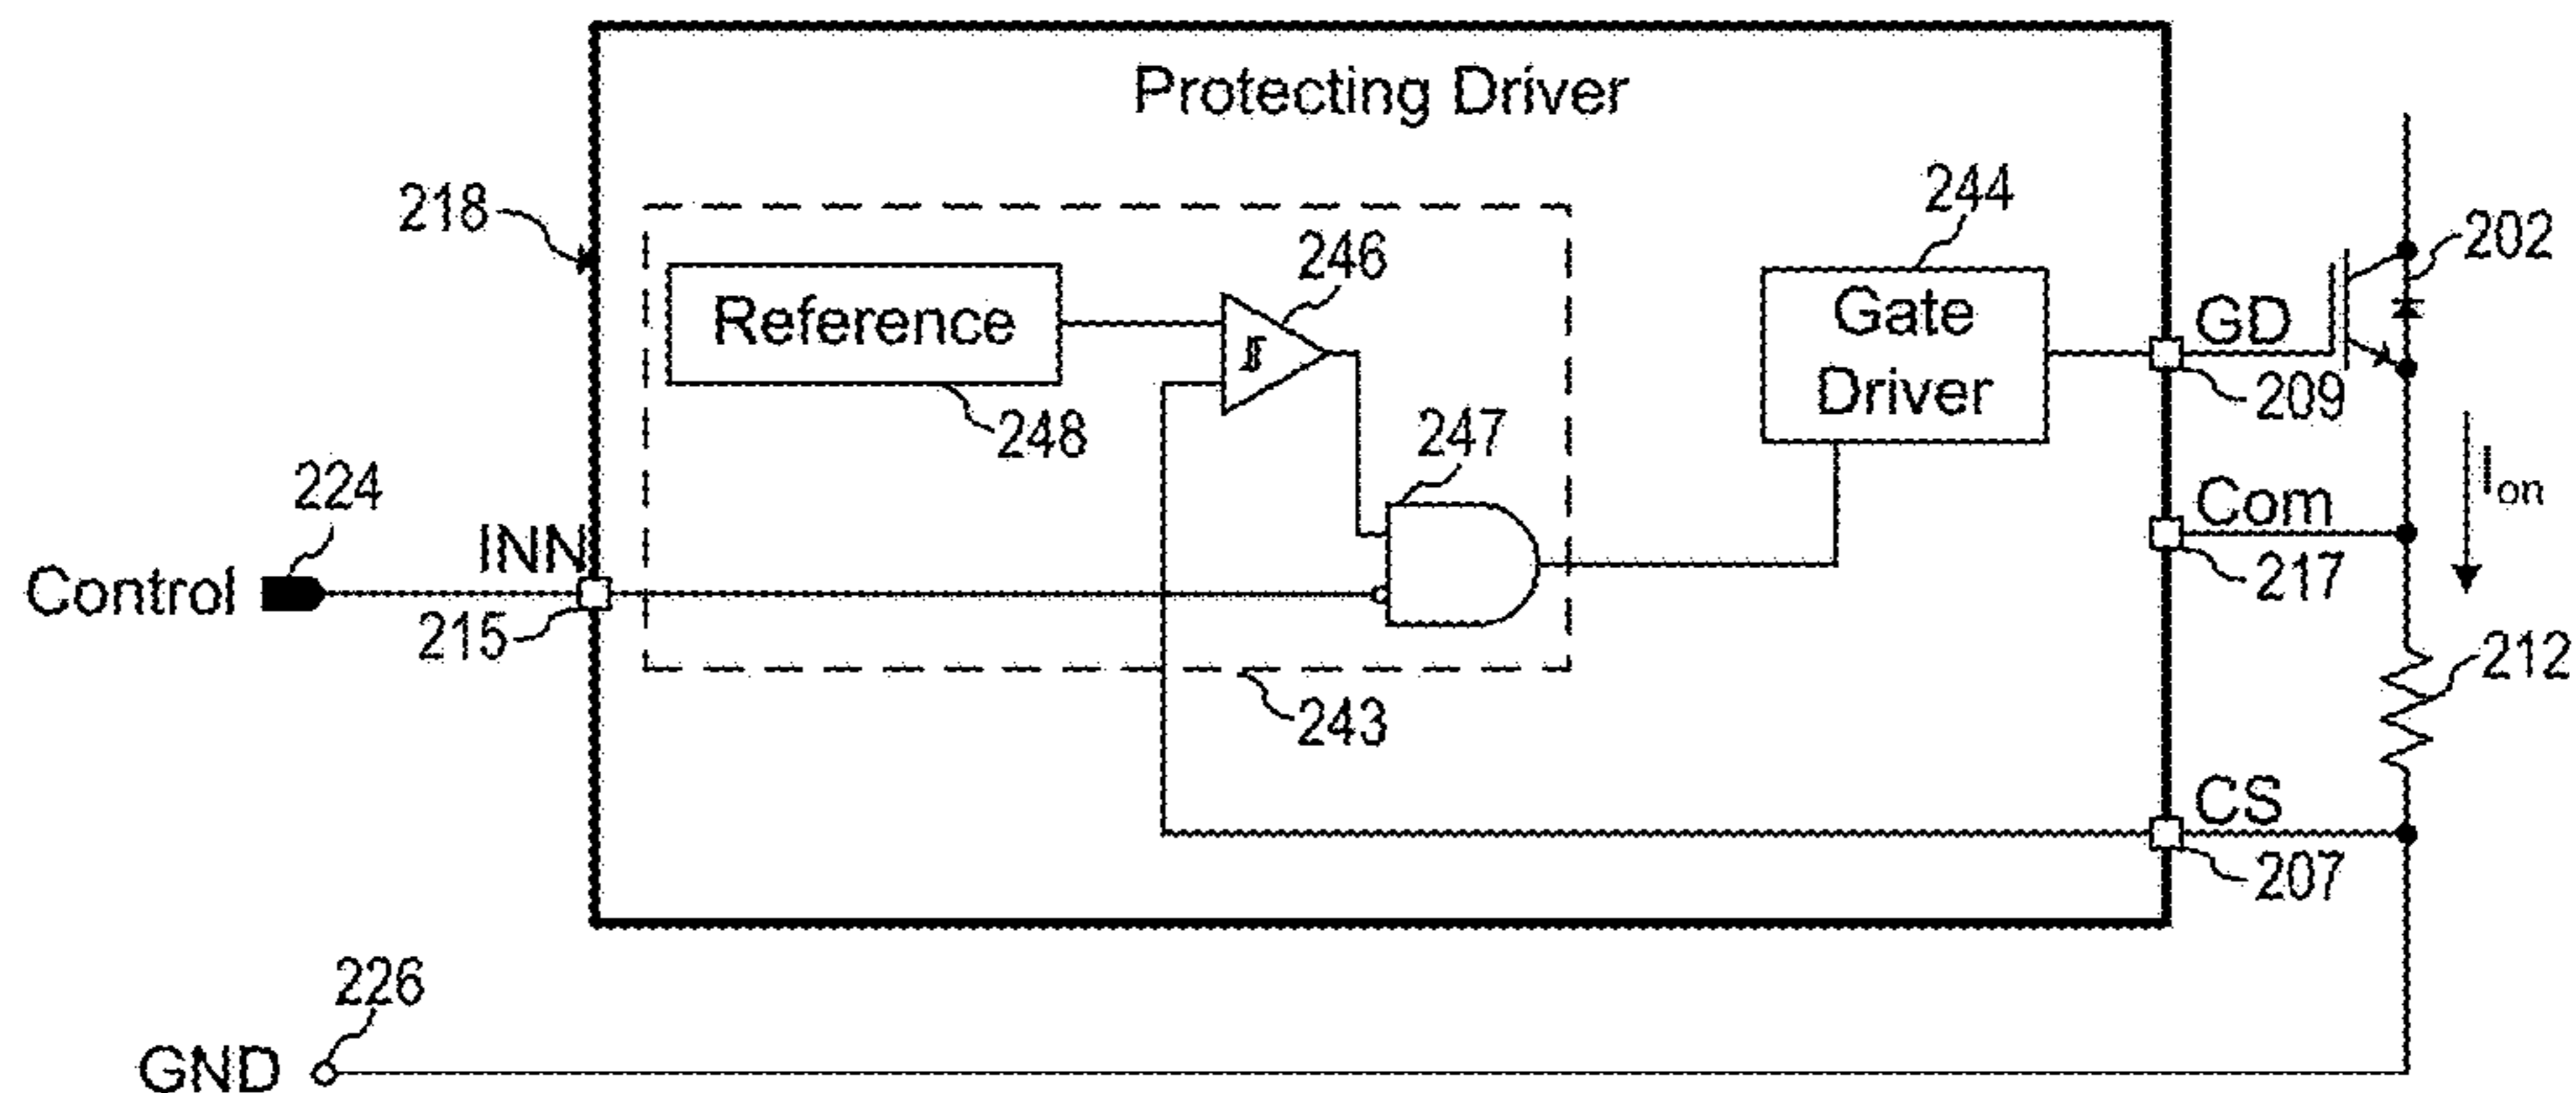 Protecting Driver
218
246
244
202
Reference
Gate
Driver
GD
209
248
247
224
INN
Control
215
Com
217
Ion
212
243
CS
207
226
GND